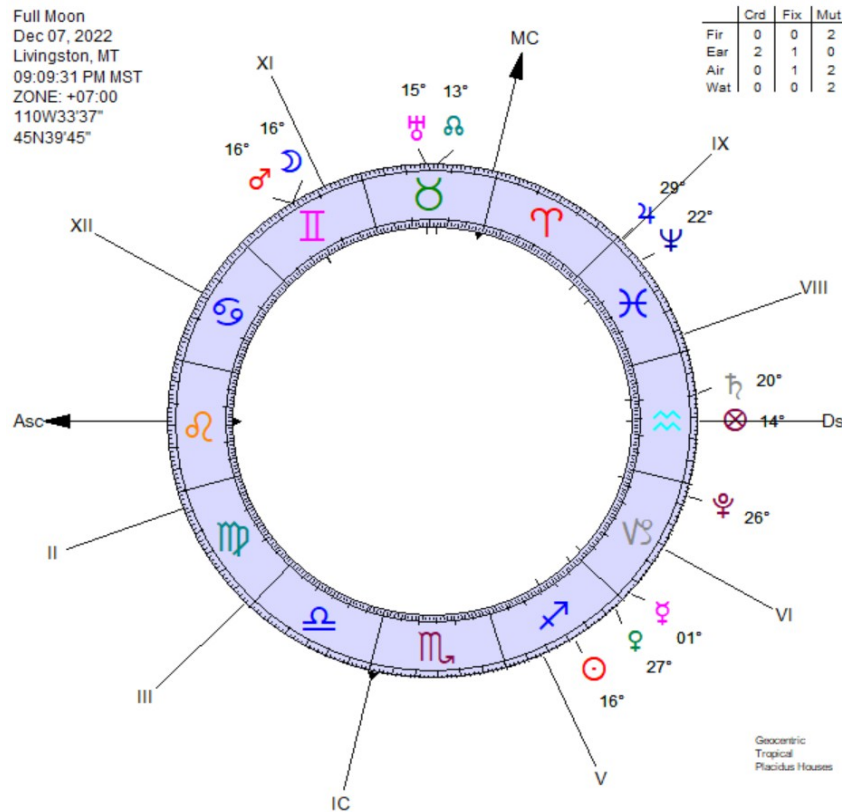 Full Moon
Dec 07, 2022
Livingston, MT
09:09:31 PM MST
ZONE: +07:00
110W33'37"
45N39'45"
Crd Fix Mut
Fir 0 0 2
Ear 2 1 0
Air 0 1 2
Wat 0 0 2
MC
XI
15° 13°
16°
16°
IX
29°
22°
XII
VIII
20°
Asc
14° Ds
26°
II
VI
01°
27°
16°
III
V
IC
Geocentric
Tropical
Placidus Houses